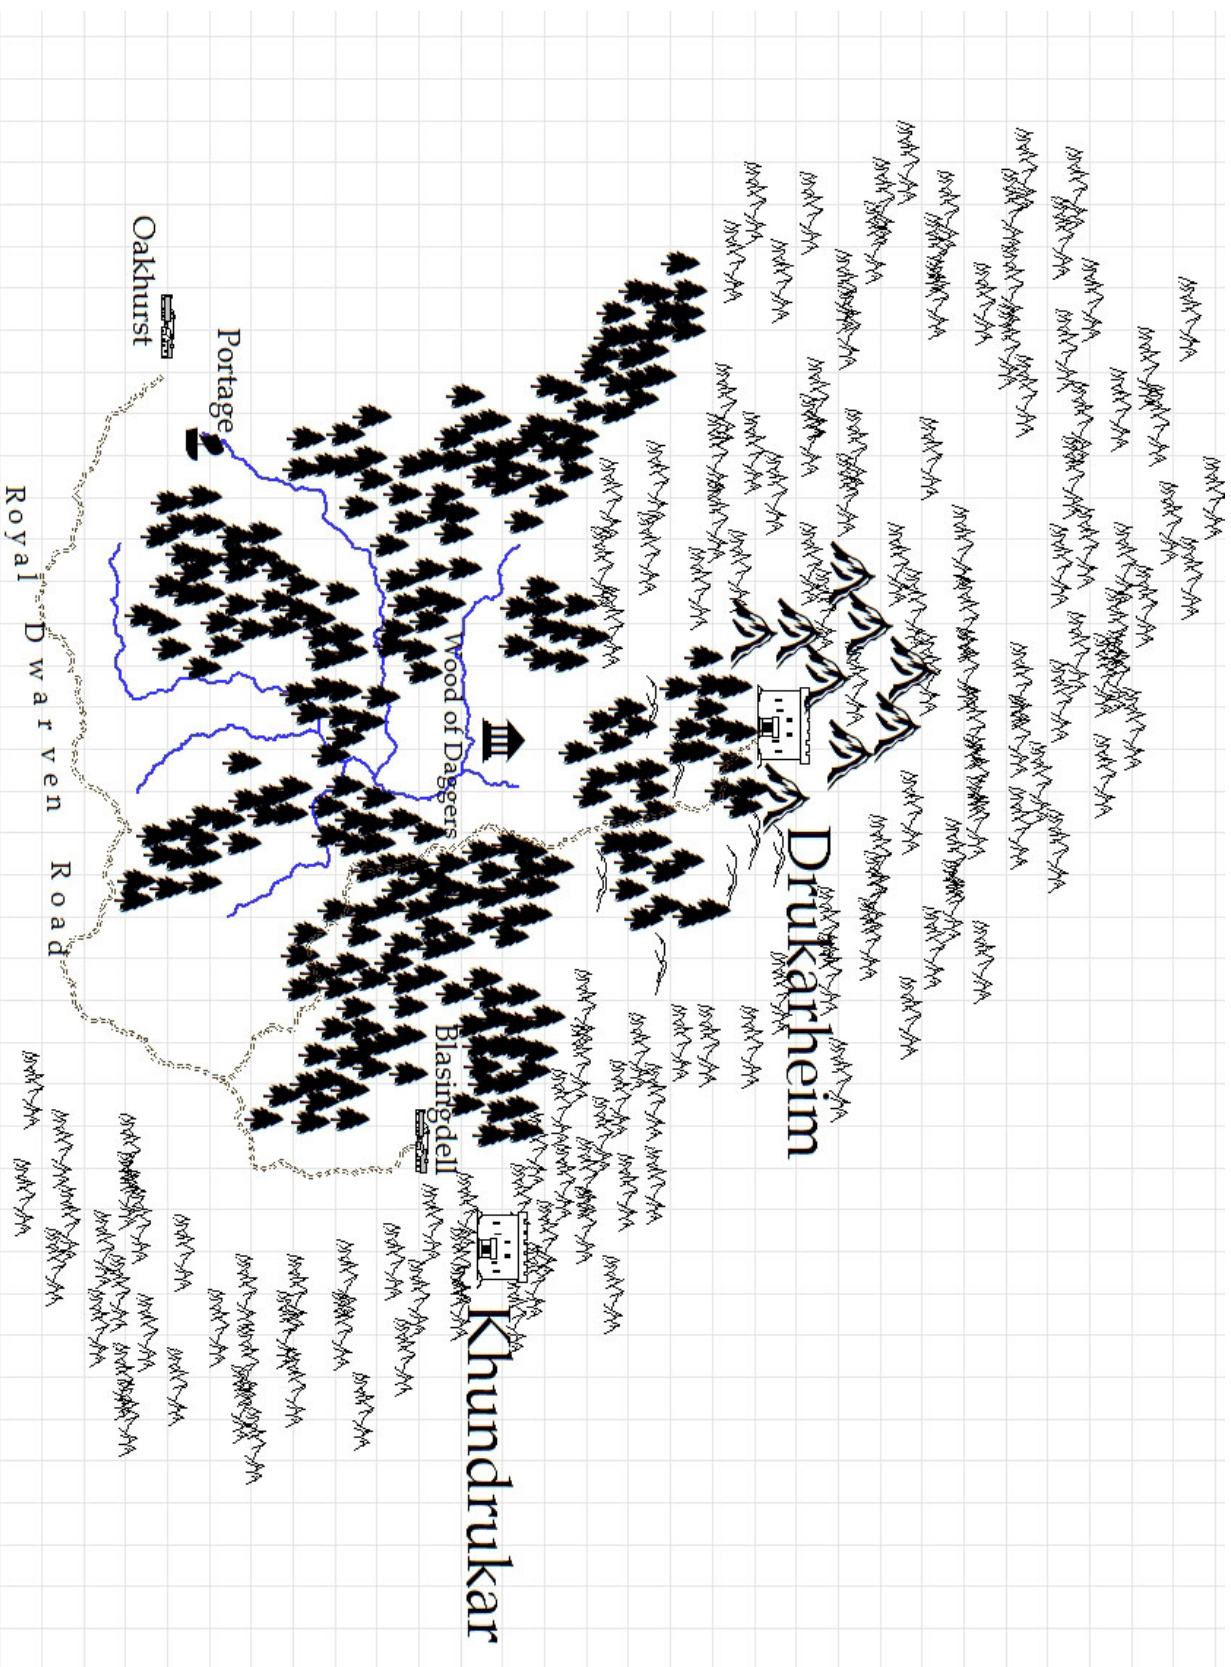 Drukarheim
Khundrukar
Wood of Daggers
Blasingdell
Portage
Oakhurst
Royal Dwarven Road